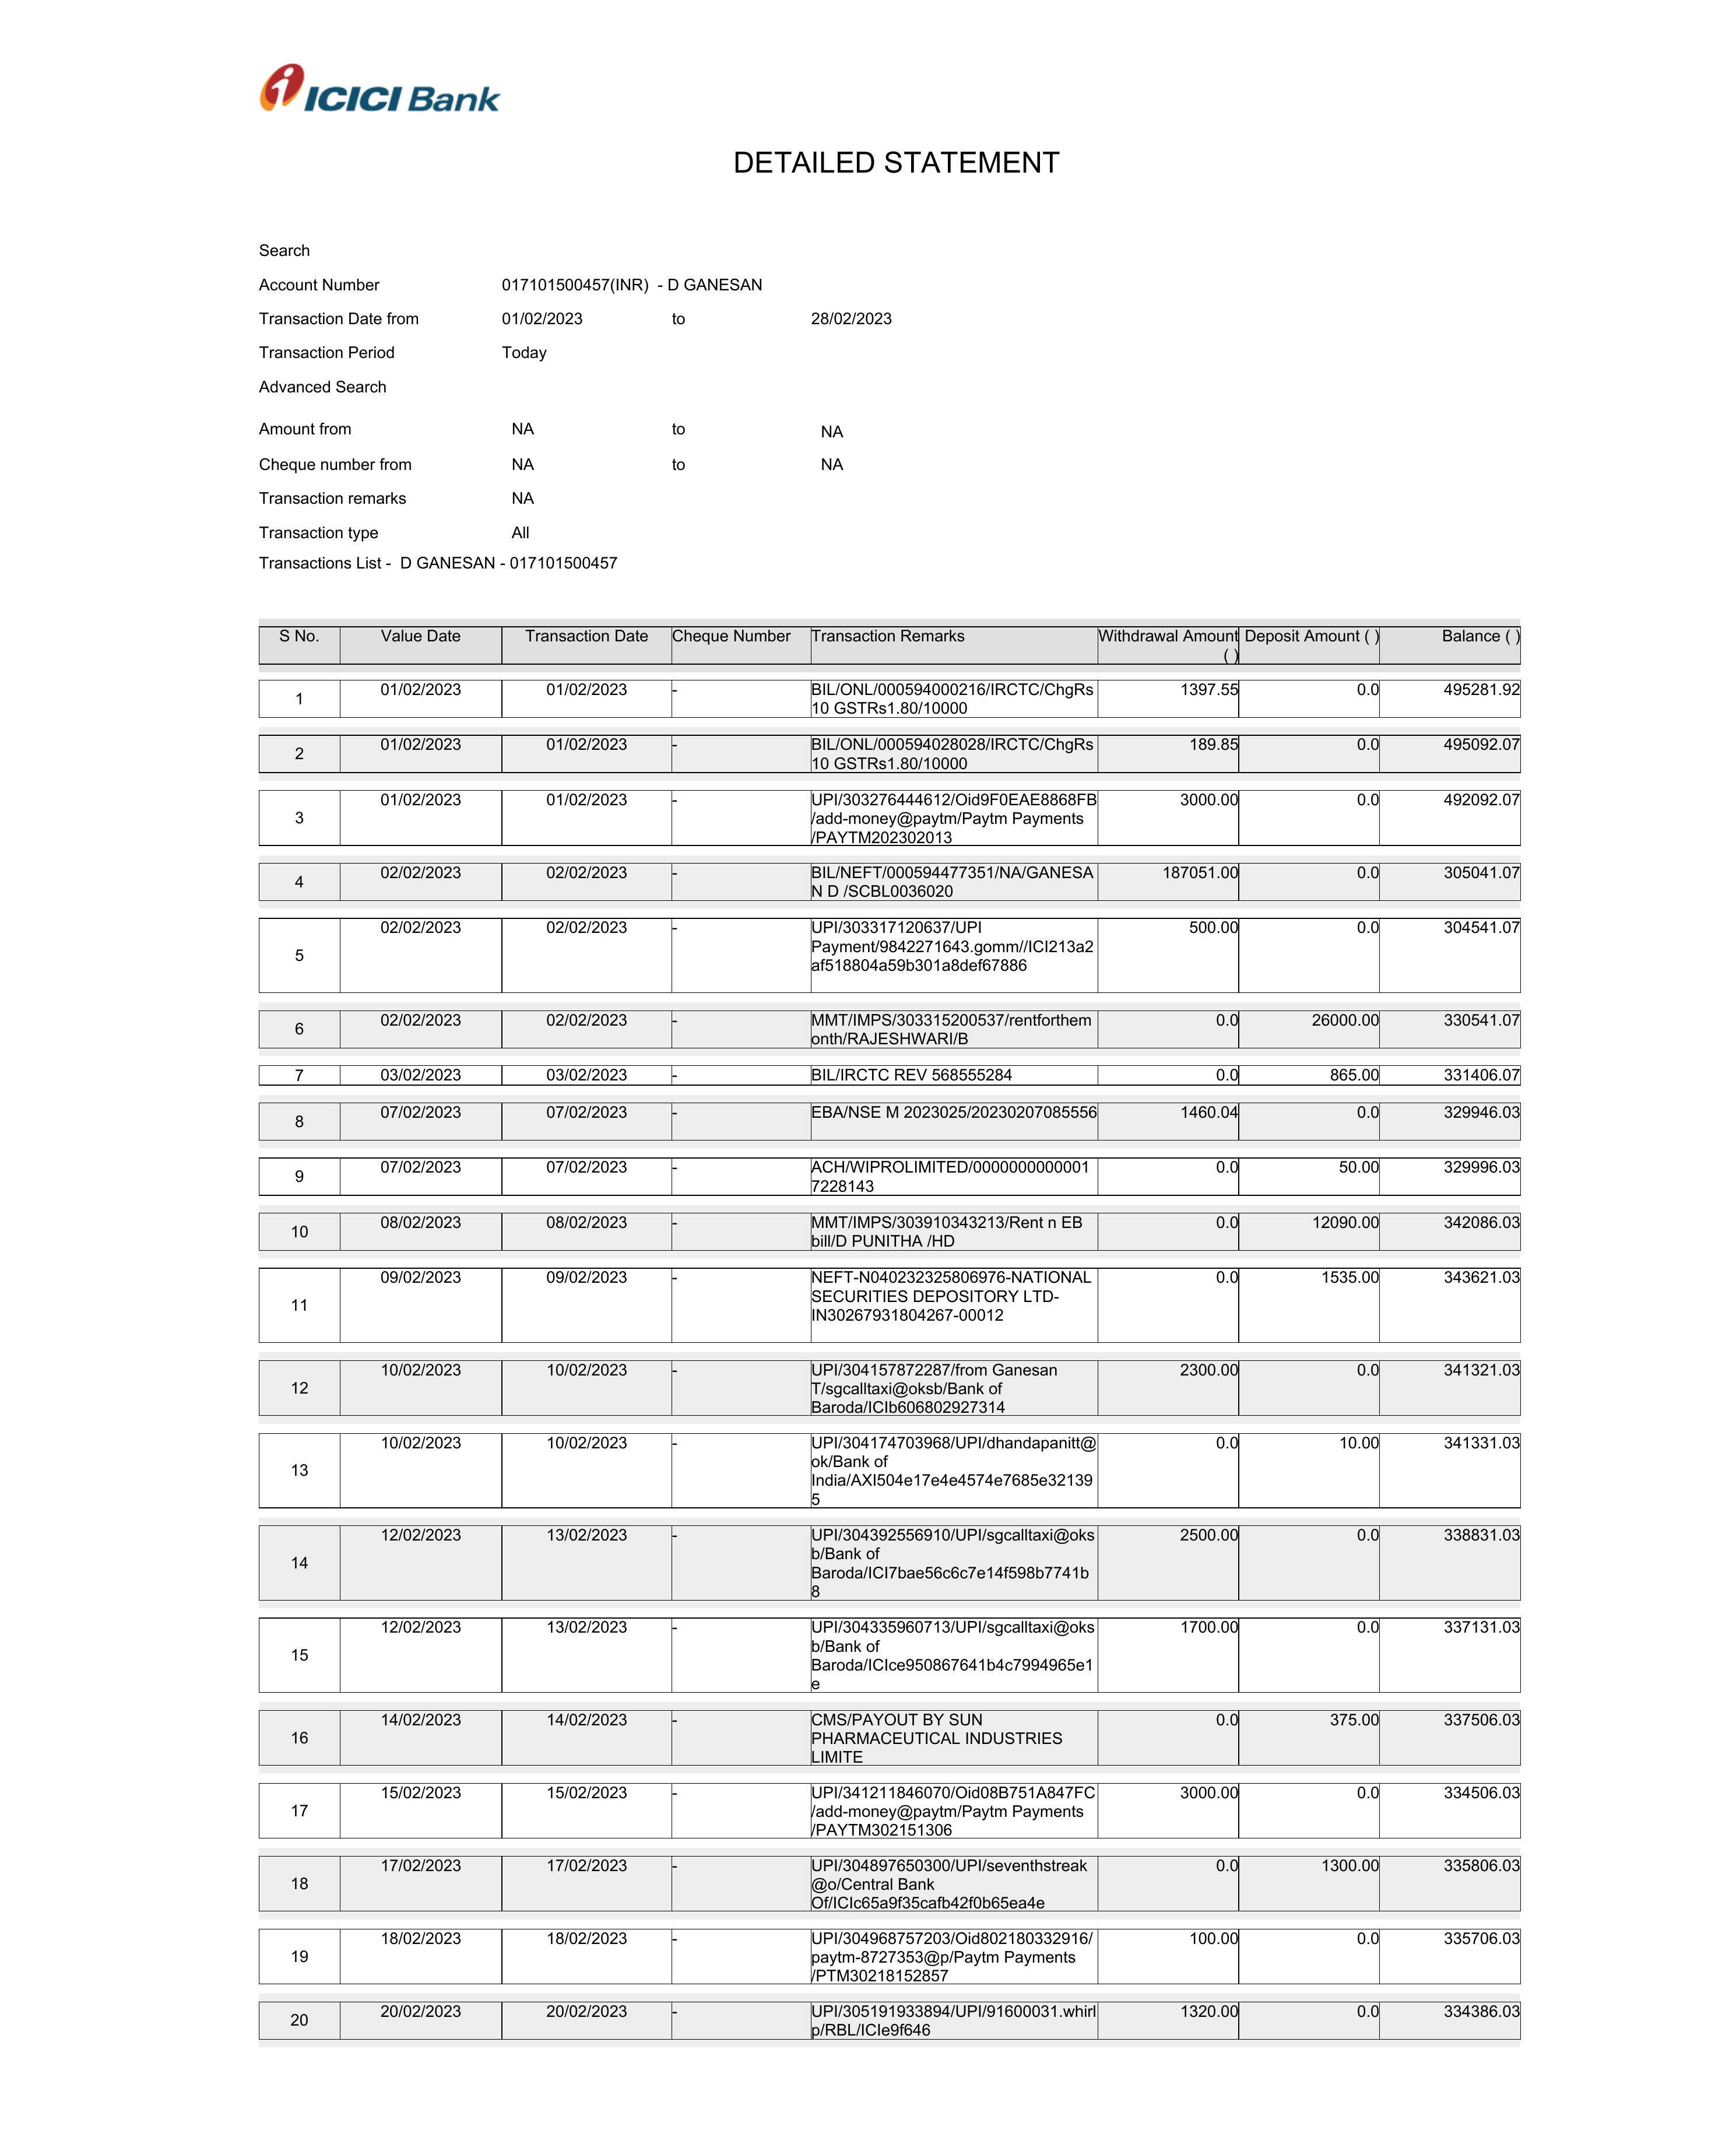 ICICI Bank
DETAILED STATEMENT
Search
Account Number 017101500457(INR) - D GANESAN
Transaction Date from 01/02/2023 to 28/02/2023
Transaction Period Today
Advanced Search
Amount from NA to NA
Cheque number from NA to NA
Transaction remarks NA
Transaction type All
Transactions List - D GANESAN - 017101500457
S No. Value Date Transaction Date Cheque Number Transaction Remarks Withdrawal Amount Deposit Amount ( ) Balance ( )
( )
1 01/02/2023 01/02/2023 - BIL/ONL/000594000216/IRCTC/ChgRs 1397.55 0.0 495281.92
10 GSTRs1.80/10000
2 01/02/2023 01/02/2023 - BIL/ONL/000594028028/IRCTC/ChgRs 189.85 0.0 495092.07
10 GSTRs1.80/10000
3 01/02/2023 01/02/2023 - UPI/303276444612/Oid9F0EAE8868FB 3000.00 0.0 492092.07
/add-money@paytm/Paytm Payments
/PAYTM202302013
4 02/02/2023 02/02/2023 - BIL/NEFT/000594477351/NA/GANESA 187051.00 0.0 305041.07
N D /SCBL0036020
5 02/02/2023 02/02/2023 - UPI/303317120637/UPI 500.00 0.0 304541.07
Payment/9842271643.gomm//ICI213a2
af518804a59b301a8def67886
6 02/02/2023 02/02/2023 - MMT/IMPS/303315200537/rentforthem 0.0 26000.00 330541.07
onth/RAJESHWARI/B
7 03/02/2023 03/02/2023 - BIL/IRCTC REV 568555284 0.0 865.00 331406.07
8 07/02/2023 07/02/2023 - EBA/NSE M 2023025/20230207085556 1460.04 0.0 329946.03
9 07/02/2023 07/02/2023 - ACH/WIPROLIMITED/0000000000001 0.0 50.00 329996.03
7228143
10 08/02/2023 08/02/2023 - MMT/IMPS/303910343213/Rent n EB 0.0 12090.00 342086.03
bill/D PUNITHA /HD
11 09/02/2023 09/02/2023 - NEFT-N040232325806976-NATIONAL 0.0 1535.00 343621.03
SECURITIES DEPOSITORY LTD-
IN30267931804267-00012
12 10/02/2023 10/02/2023 - UPI/304157872287/from Ganesan 2300.00 0.0 341321.03
T/sgcalltaxi@oksb/Bank of
Baroda/ICIb606802927314
13 10/02/2023 10/02/2023 - UPI/304174703968/UPI/dhandapanitt@ 0.0 10.00 341331.03
ok/Bank of
India/AXI504e17e4e4574e7685e32139
5
14 12/02/2023 13/02/2023 - UPI/304392556910/UPI/sgcalltaxi@oks 2500.00 0.0 338831.03
b/Bank of
Baroda/ICI7bae56c6c7e14f598b7741b
8
15 12/02/2023 13/02/2023 - UPI/304335960713/UPI/sgcalltaxi@oks 1700.00 0.0 337131.03
b/Bank of
Baroda/ICIce950867641b4c7994965e1
e
16 14/02/2023 14/02/2023 - CMS/PAYOUT BY SUN 0.0 375.00 337506.03
PHARMACEUTICAL INDUSTRIES
LIMITE
17 15/02/2023 15/02/2023 - UPI/341211846070/Oid08B751A847FC 3000.00 0.0 334506.03
/add-money@paytm/Paytm Payments
/PAYTM302151306
18 17/02/2023 17/02/2023 - UPI/304897650300/UPI/seventhstreak 0.0 1300.00 335806.03
@o/Central Bank
Of/ICIc65a9f35cafb42f0b65ea4e
19 18/02/2023 18/02/2023 - UPI/304968757203/Oid802180332916/ 100.00 0.0 335706.03
paytm-8727353@p/Paytm Payments
/PTM30218152857
20 20/02/2023 20/02/2023 - UPI/305191933894/UPI/91600031.whirl 1320.00 0.0 334386.03
p/RBL/ICIe9f646